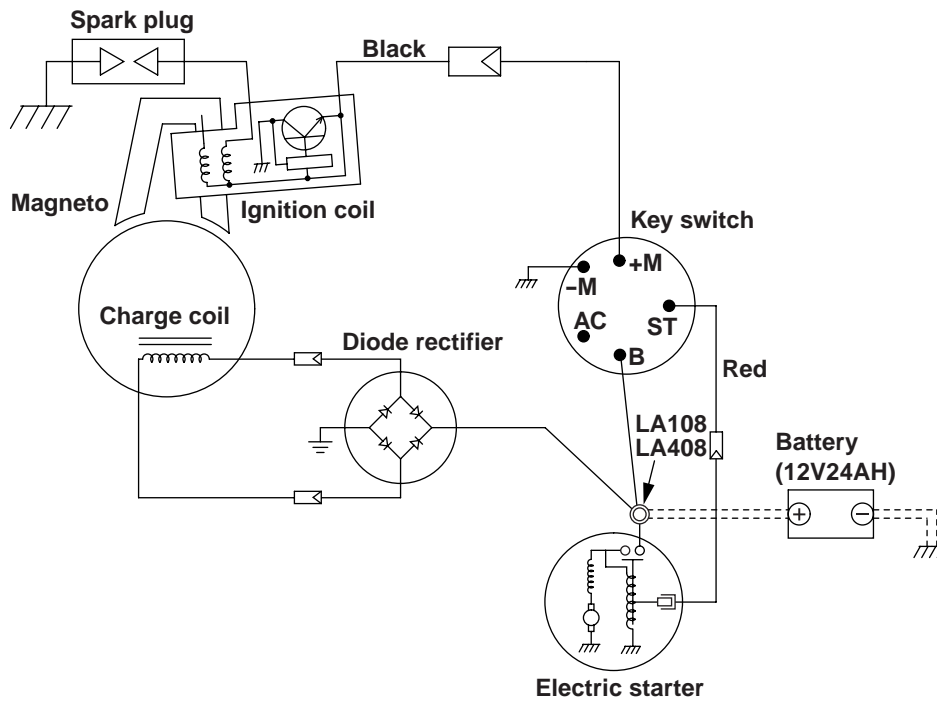 Spark plug
Black
Magneto
Ignition coil
Key switch
+M
−M
AC
ST
B
Charge coil
Diode rectifier
Red
LA108
LA408
Battery
(12V24AH)
+
−
Electric starter